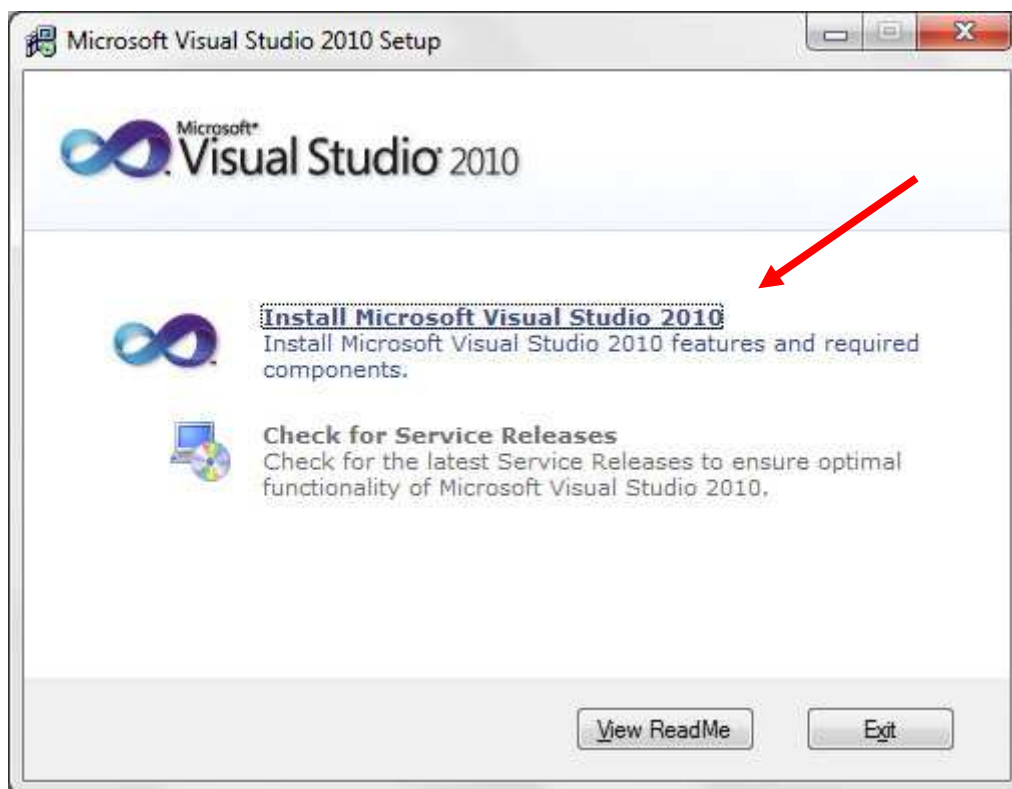 Microsoft Visual Studio 2010 Setup
Microsoft®
Visual Studio® 2010
Install Microsoft Visual Studio 2010
Install Microsoft Visual Studio 2010 features and required
components.
Check for Service Releases
Check for the latest Service Releases to ensure optimal
functionality of Microsoft Visual Studio 2010.
View ReadMe Exit